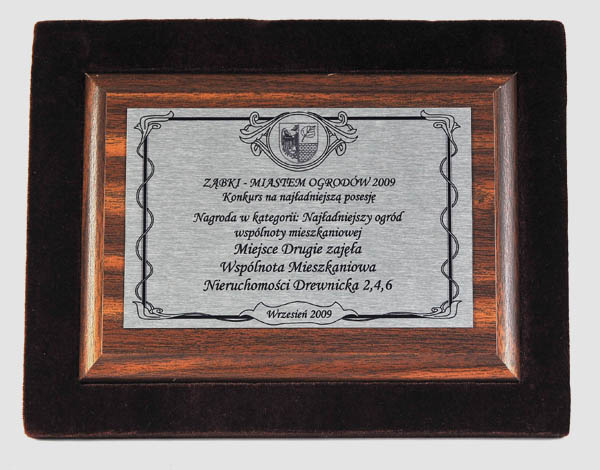 ZĄBKI - MIASTEM OGRODÓW 2009
Konkurs na najładniejszą posesję
Nagroda w kategorii: Najładniejszy ogród
wspólnoty mieszkaniowej
Miejsce Drugie zajęła
Wspólnota Mieszkaniowa
Nieruchomości Drewnicka 2,4,6
Wrzesień 2009